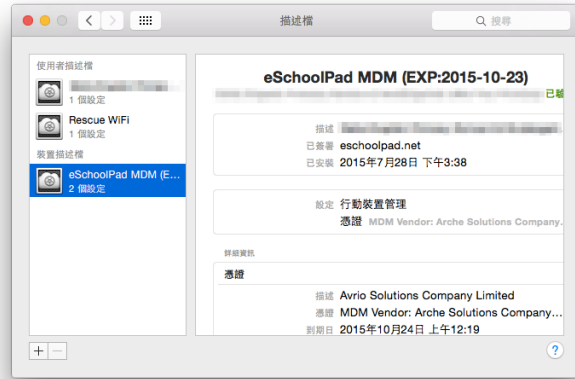 描述檔
搜尋
使用者描述檔
1 個設定
Rescue WiFi
1 個設定
裝置描述檔
eSchoolPad MDM (E...
2 個設定
eSchoolPad MDM (EXP:2015-10-23)
描述
已簽署 eschoolpad.net
已安裝 2015年7月28日 下午3:38
設定 行動裝置管理
憑證 MDM Vendor: Arche Solutions Company.
詳細資訊
憑證
描述 Avrio Solutions Company Limited
憑證 MDM Vendor: Arche Solutions Company...
到期日 2015年10月24日 上午12:19